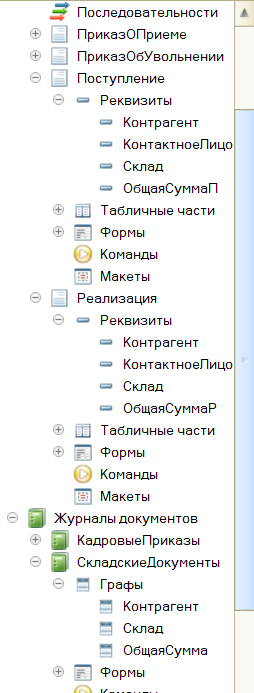 Последовательности
ПриказОПриеме
ПриказОбУвольнении
Поступление
Реквизиты
Контрагент
КонтактноеЛицо
Склад
ОбщаяСуммаП
Табличные части
Формы
Команды
Макеты
Реализация
Реквизиты
Контрагент
КонтактноеЛицо
Склад
ОбщаяСуммаР
Табличные части
Формы
Команды
Макеты
Журналы документов
КадровыеПриказы
СкладскиеДокументы
Графы
Контрагент
Склад
ОбщаяСумма
Формы